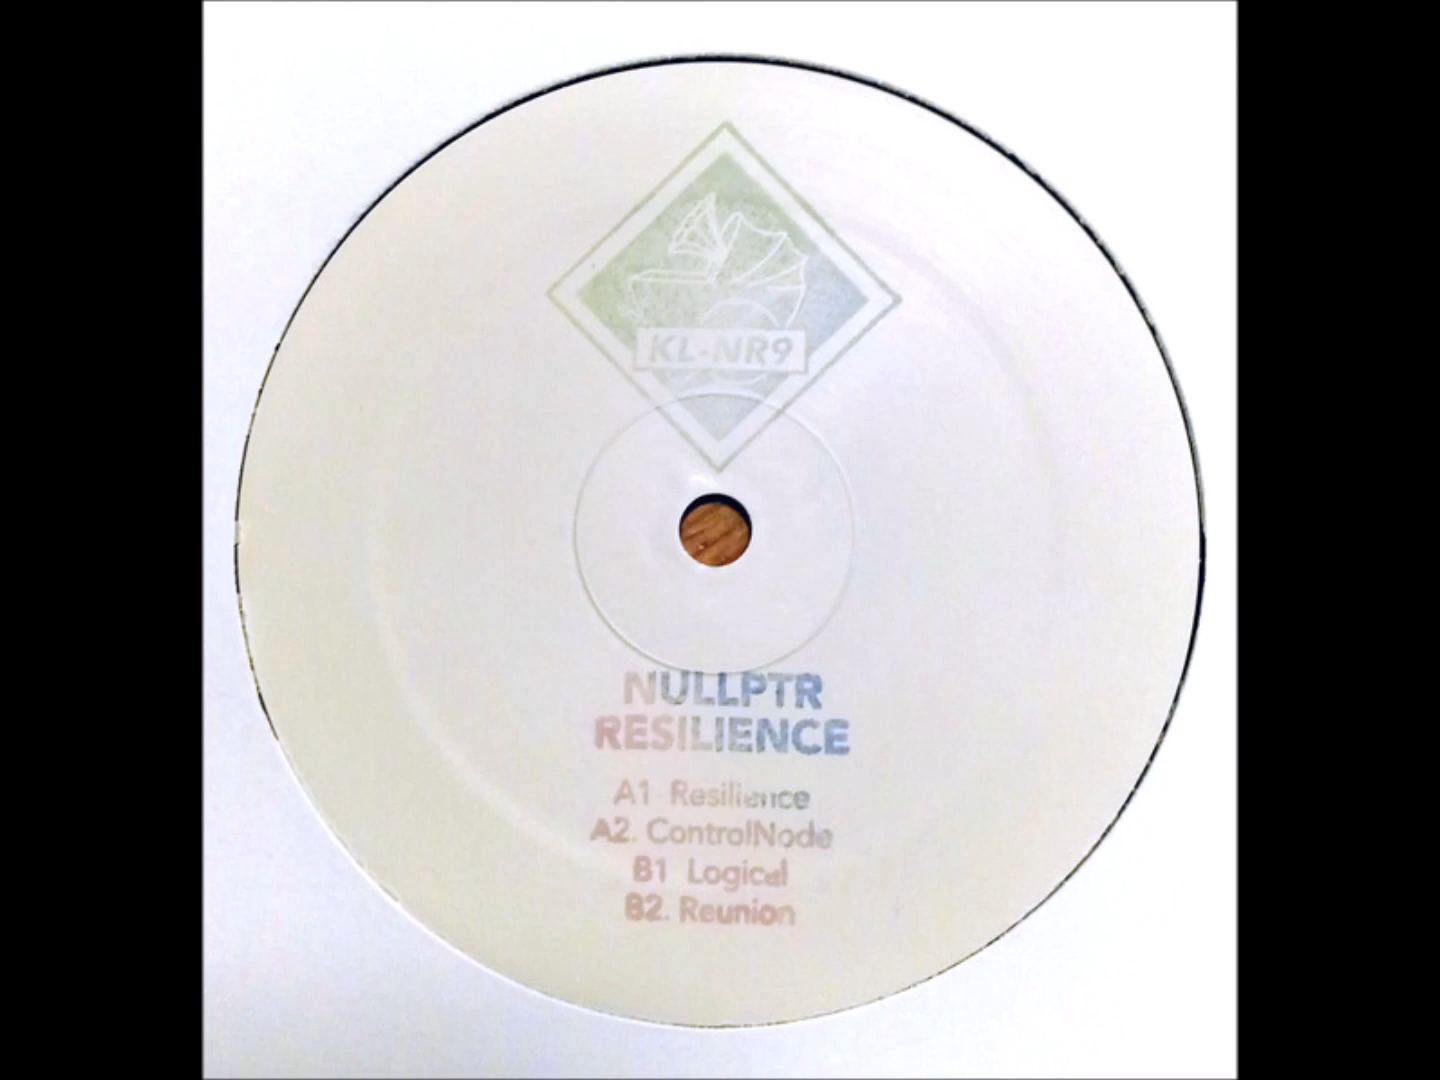 KL-NR9
NULLPTR
RESILIENCE
A1 Resilience
A2. ControlNode
B1 Logical
B2. Reunion